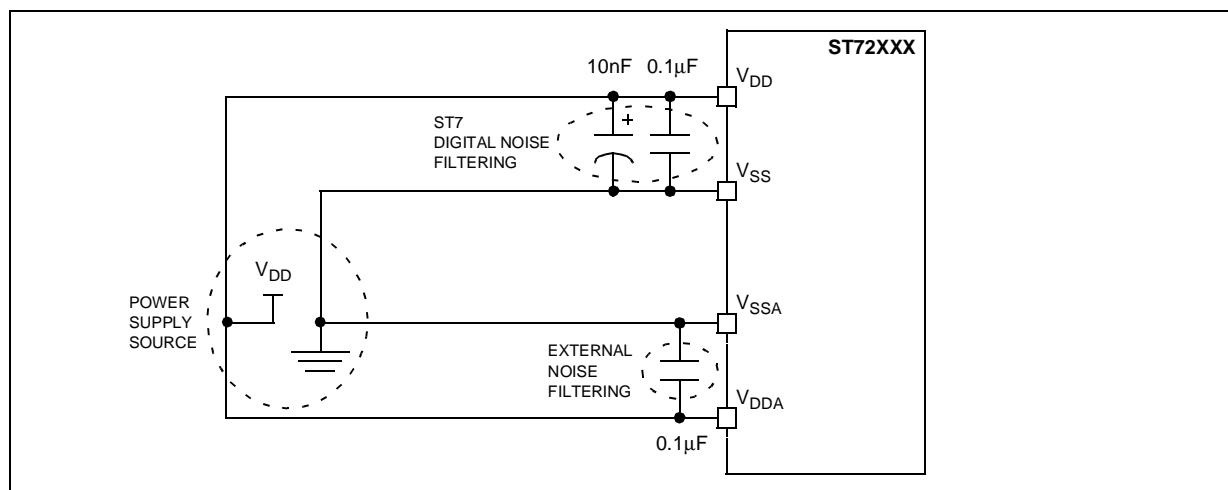 ST72XXX
10nF 0.1μF
VDD
ST7
DIGITAL NOISE
FILTERING
+
VSS
VDD
POWER
SUPPLY
SOURCE
VSSA
EXTERNAL
NOISE
FILTERING
VDDA
0.1μF